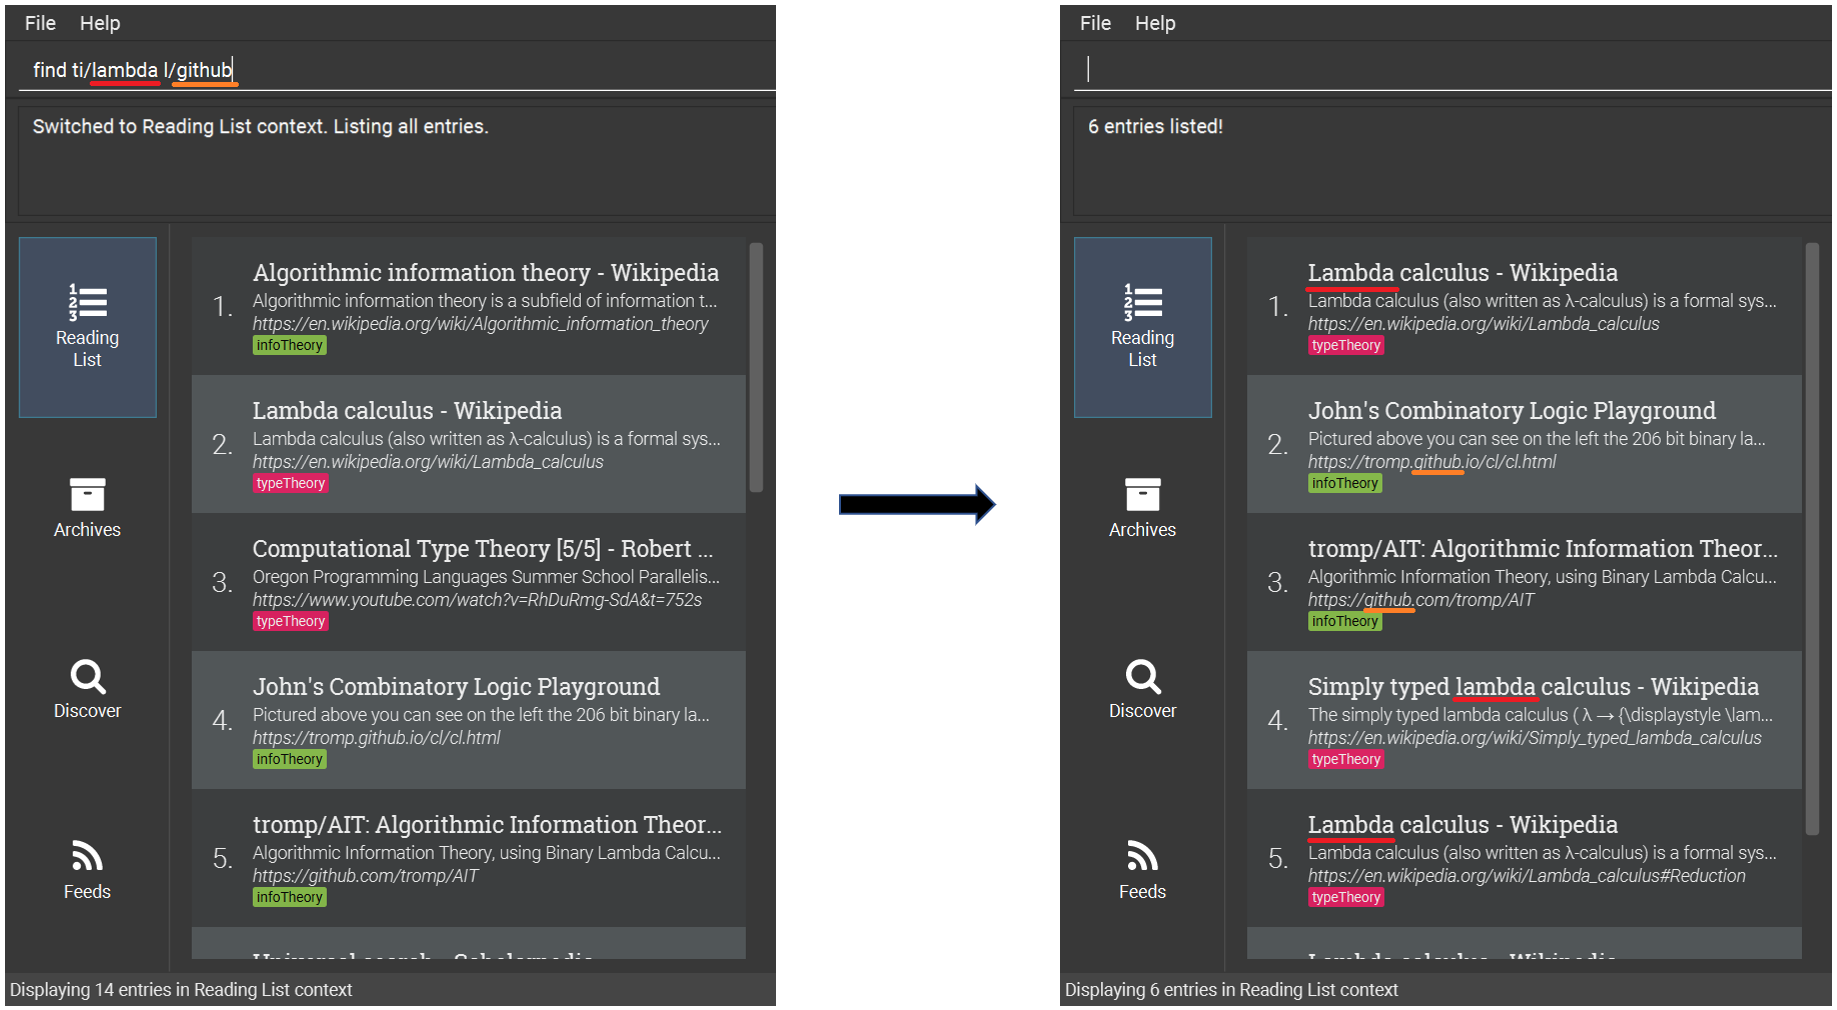 File Help
find ti/lambda l/github
Switched to Reading List context. Listing all entries.
Reading
List
Archives
Discover
Feeds
1.
Algorithmic information theory - Wikipedia
Algorithmic information theory is a subfield of information t...
https://en.wikipedia.org/wiki/Algorithmic_information_theory
infoTheory
2.
Lambda calculus - Wikipedia
Lambda calculus (also written as λ-calculus) is a formal sys...
https://en.wikipedia.org/wiki/Lambda_calculus
typeTheory
3.
Computational Type Theory [5/5] - Robert ...
Oregon Programming Languages Summer School Parallelis...
https://www.youtube.com/watch?v=RhDuRmg-SdA&t=752s
typeTheory
4.
John's Combinatory Logic Playground
Pictured above you can see on the left the 206 bit binary la...
https://tromp.github.io/cl/cl.html
infoTheory
5.
tromp/AIT: Algorithmic Information Theor...
Algorithmic Information Theory, using Binary Lambda Calcu...
https://github.com/tromp/AIT
infoTheory
Universal search - Scholarpedia
Displaying 14 entries in Reading List context
File Help
6 entries listed!
Reading
List
Archives
Discover
Feeds
1.
Lambda calculus - Wikipedia
Lambda calculus (also written as λ-calculus) is a formal sys...
https://en.wikipedia.org/wiki/Lambda_calculus
typeTheory
2.
John's Combinatory Logic Playground
Pictured above you can see on the left the 206 bit binary la...
https://tromp.github.io/cl/cl.html
infoTheory
3.
tromp/AIT: Algorithmic Information Theor...
Algorithmic Information Theory, using Binary Lambda Calcu...
https://github.com/tromp/AIT
infoTheory
4.
Simply typed lambda calculus - Wikipedia
The simply typed lambda calculus ( λ → {\displaystyle \lam...
https://en.wikipedia.org/wiki/Simply_typed_lambda_calculus
typeTheory
5.
Lambda calculus - Wikipedia
Lambda calculus (also written as λ-calculus) is a formal sys...
https://en.wikipedia.org/wiki/Lambda_calculus#Reduction
typeTheory
Lambda calculus - Wikipedia
Displaying 6 entries in Reading List context